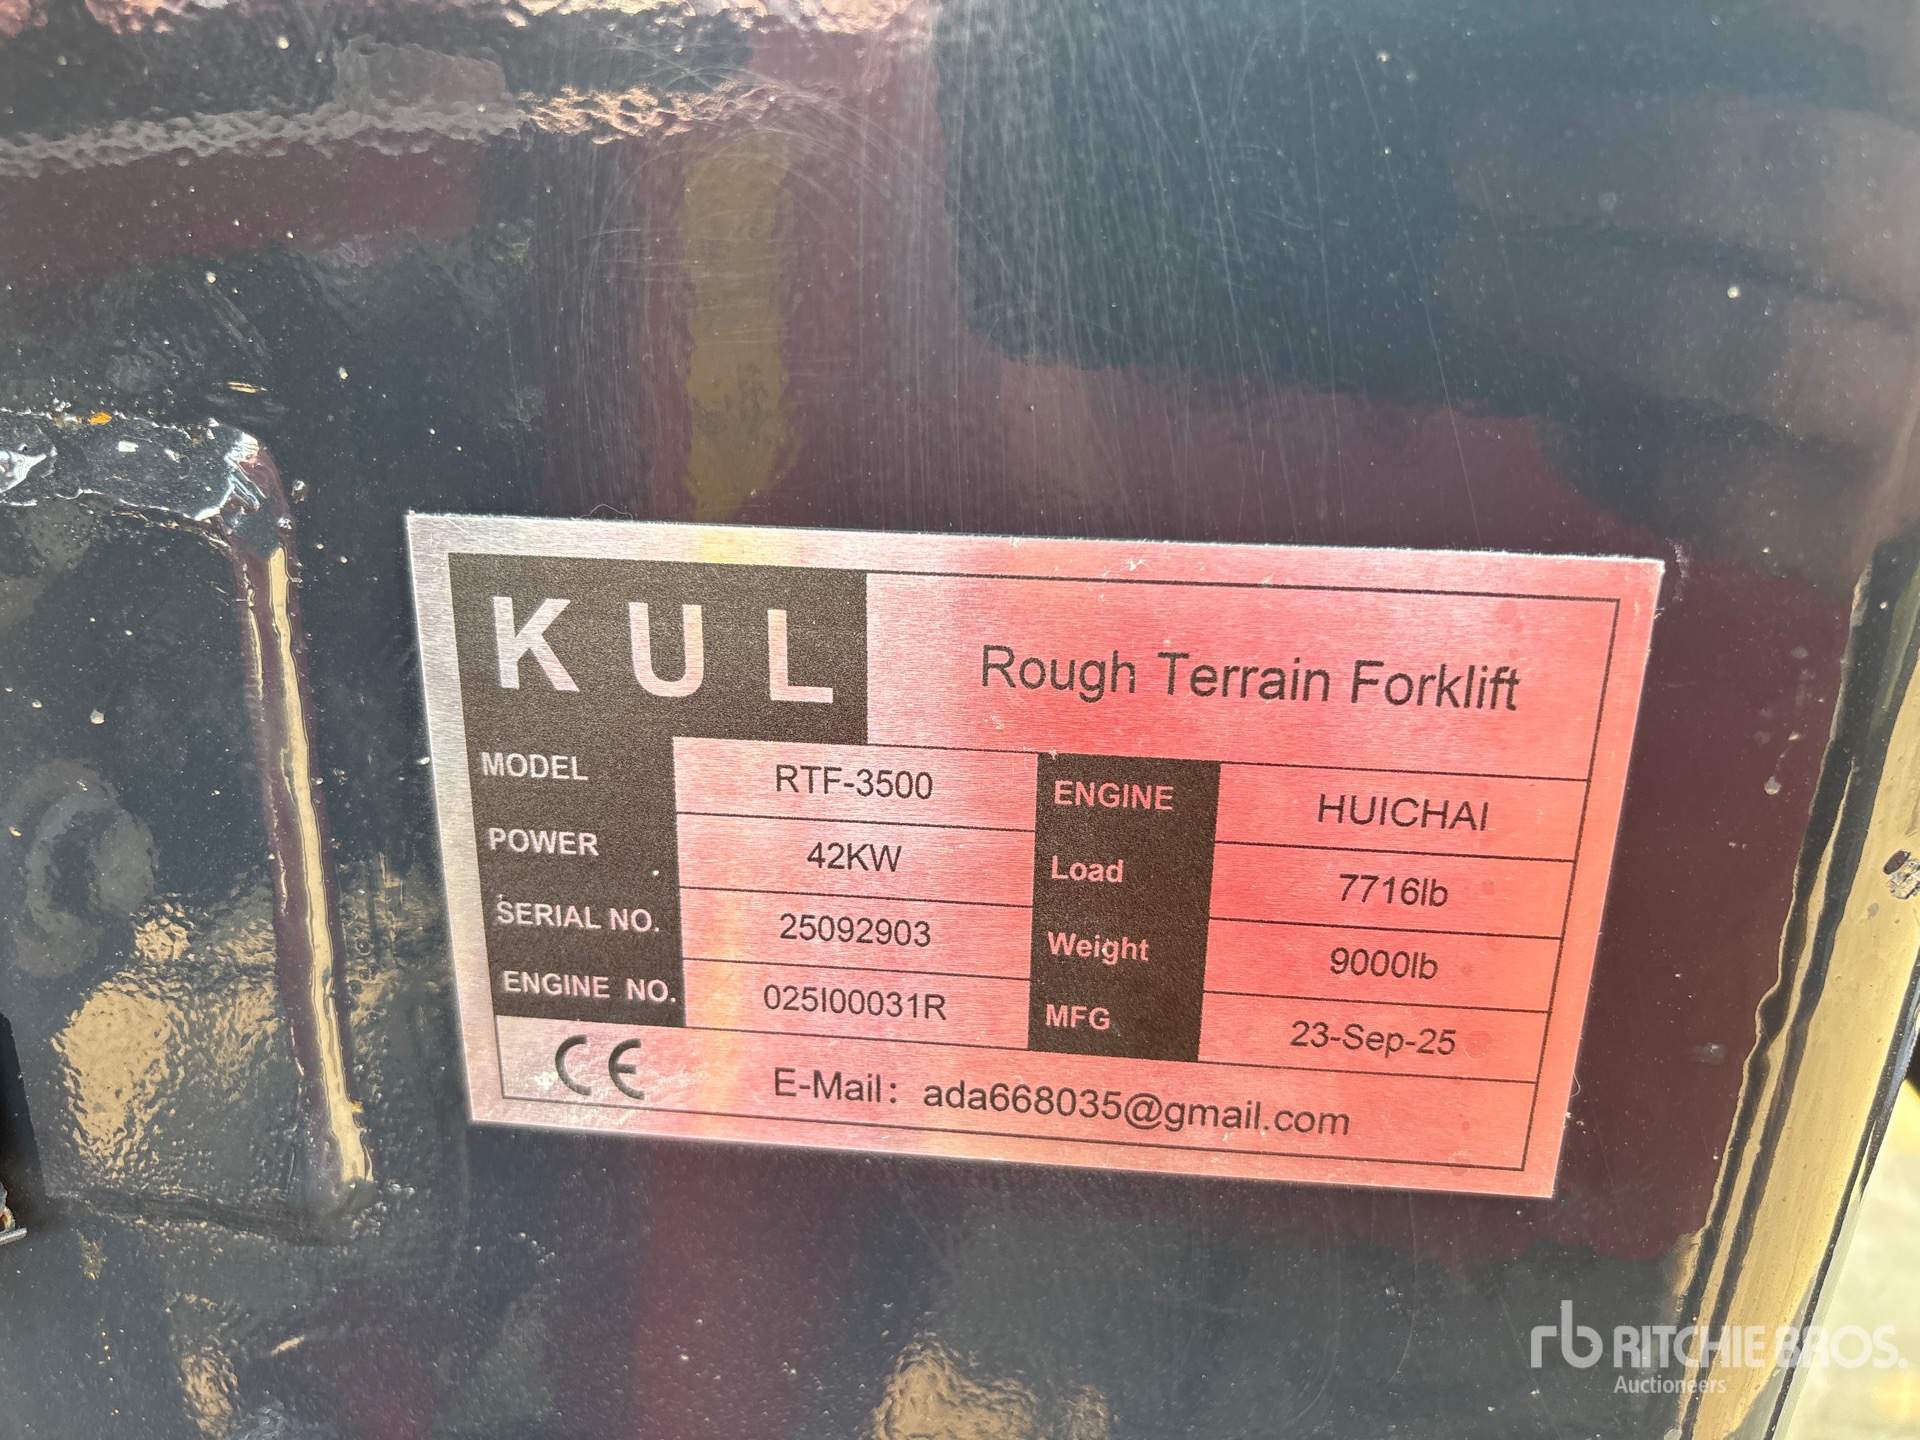 KUL Rough Terrain Forklift
MODEL RTF-3500 ENGINE HUICHAI
POWER 42KW Load 7716lb
SERIAL NO. 25092903 Weight 9000lb
ENGINE NO. 025I00031R MFG 23-Sep-25
CE E-Mail: ada668035@gmail.com
rb RITCHIE BROS.
Auctioneers